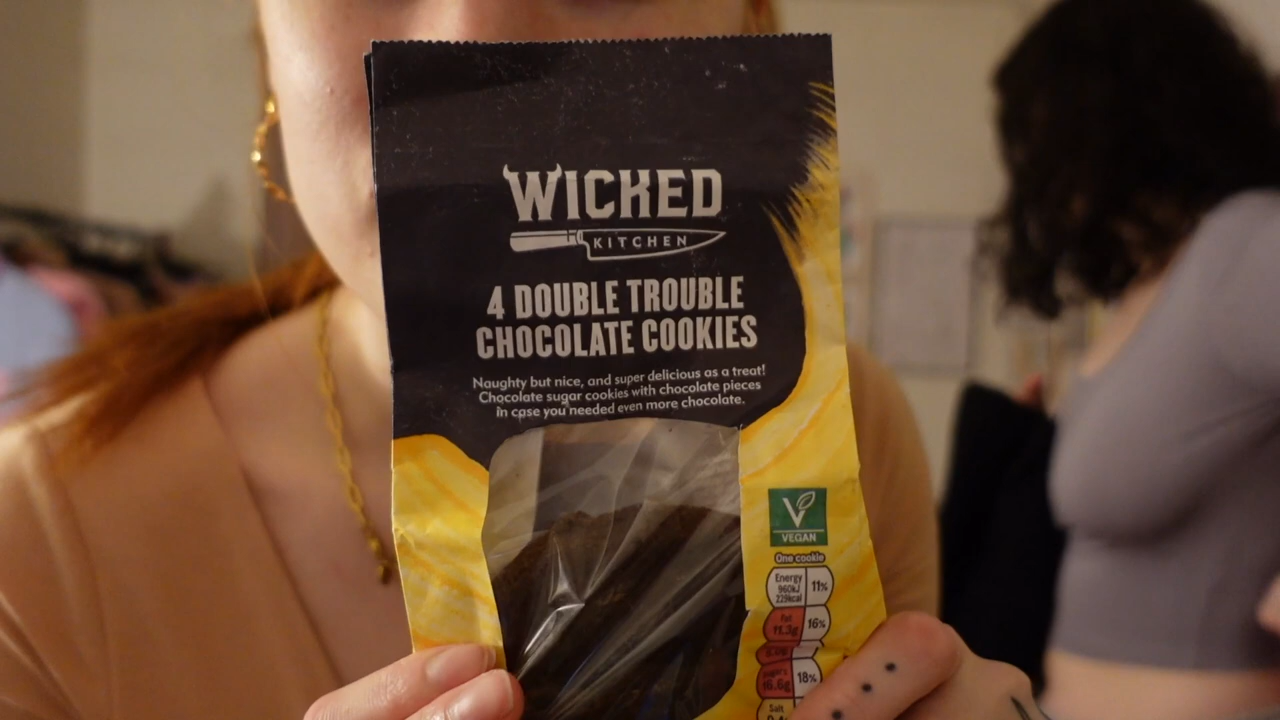 WICKED
KITCHEN
4 DOUBLE TROUBLE
CHOCOLATE COOKIES
Naughty but nice, and super delicious as a treat!
Chocolate sugar cookies with chocolate pieces
in case you needed even more chocolate.
V
VEGAN
One cookie
Energy
960kJ
229kcal
11%
Fat
11.3g
16%
Sugars
16.6g
18%
Salt